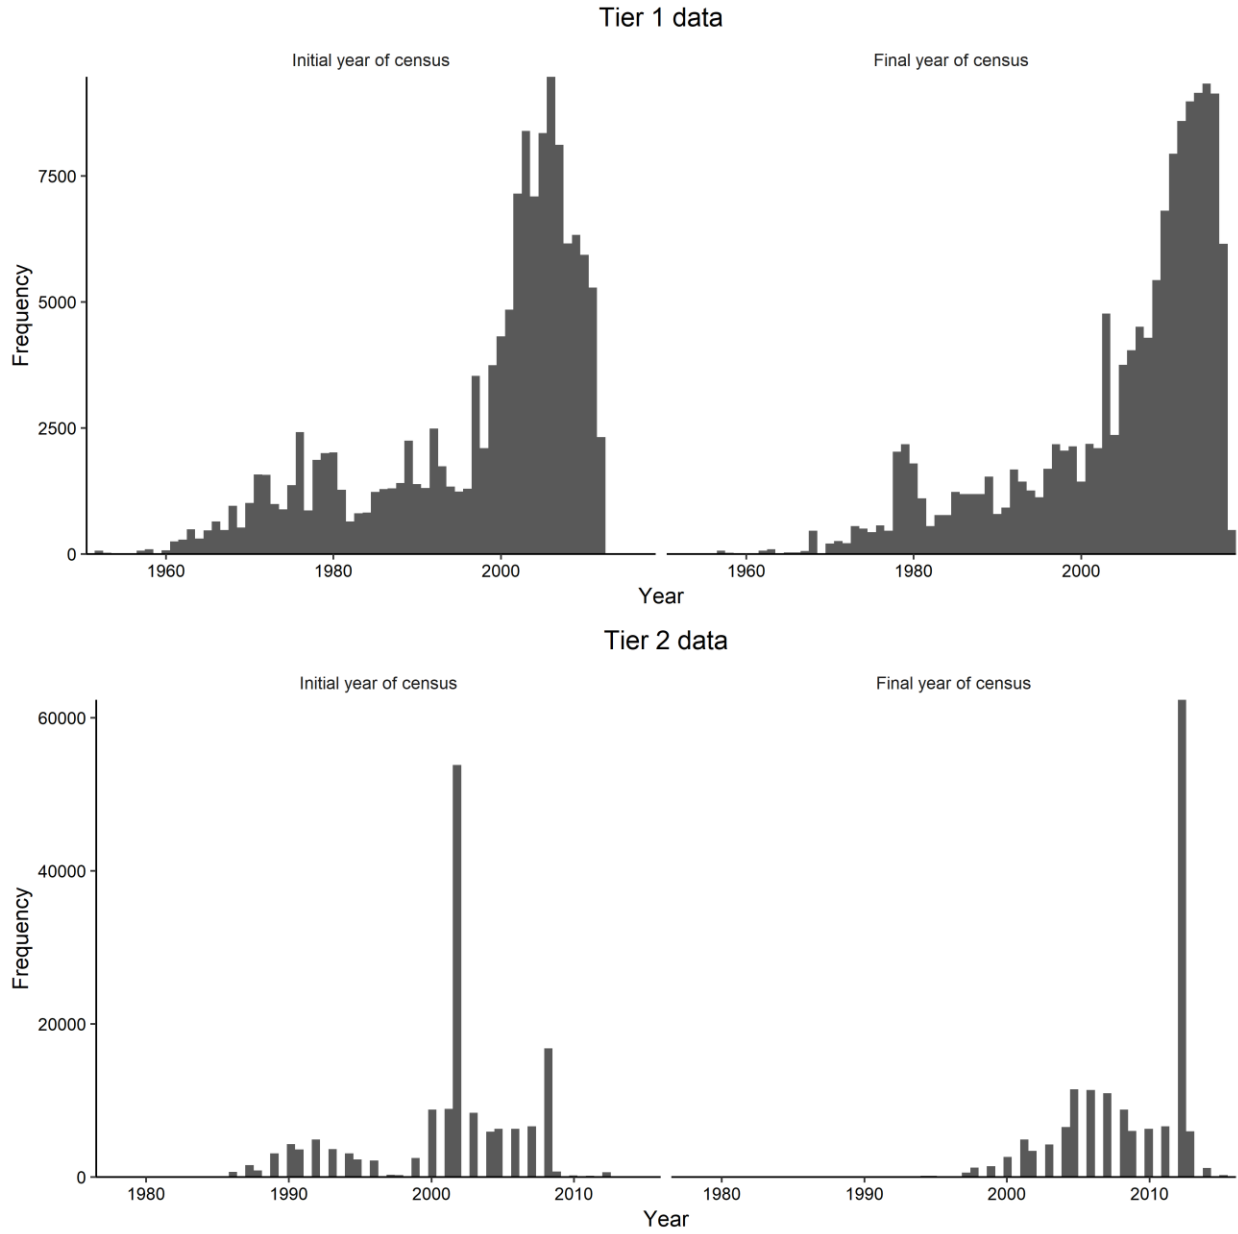 Tier 1 data
Initial year of census
Final year of census
Frequency
7500
5000
2500
0
1960
1980
2000
1960
1980
2000
Year
Tier 2 data
Initial year of census
Final year of census
Frequency
60000
40000
20000
0
1980
1990
2000
2010
1980
1990
2000
2010
Year